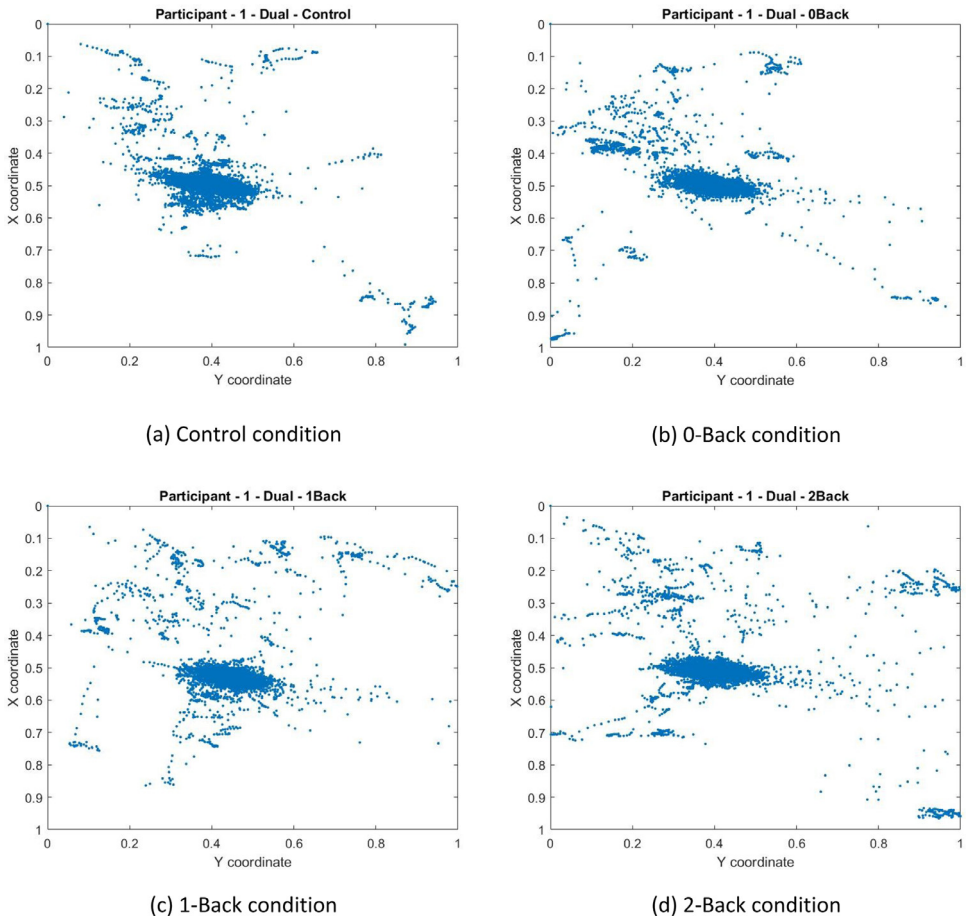 Participant - 1 - Dual - Control
0
0.1
0.2
0.3
0.4
0.5
0.6
0.7
0.8
0.9
1
X coordinate
0 0.2 0.4 0.6 0.8 1
Y coordinate
(a) Control condition
Participant - 1 - Dual - 0Back
0
0.1
0.2
0.3
0.4
0.5
0.6
0.7
0.8
0.9
1
X coordinate
0 0.2 0.4 0.6 0.8 1
Y coordinate
(b) 0-Back condition
Participant - 1 - Dual - 1Back
0
0.1
0.2
0.3
0.4
0.5
0.6
0.7
0.8
0.9
1
X coordinate
0 0.2 0.4 0.6 0.8 1
Y coordinate
(c) 1-Back condition
Participant - 1 - Dual - 2Back
0
0.1
0.2
0.3
0.4
0.5
0.6
0.7
0.8
0.9
1
X coordinate
0 0.2 0.4 0.6 0.8 1
Y coordinate
(d) 2-Back condition